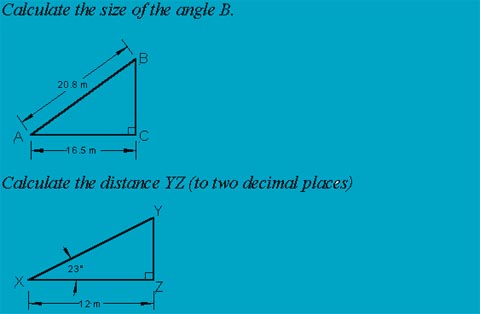 Calculate the size of the angle B.
B
20.8 m
A
C
16.5 m
Calculate the distance YZ (to two decimal places)
Y
23°
X
Z
12 m